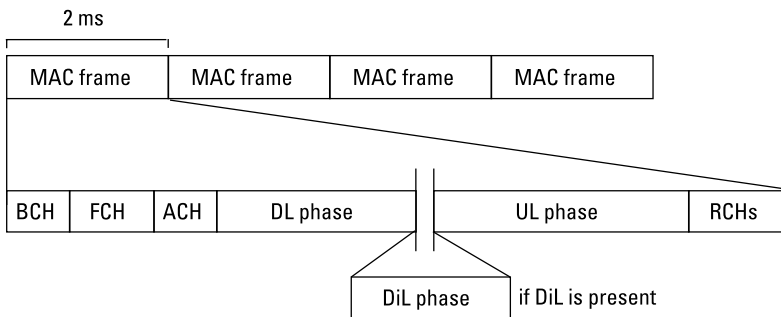 2 ms
MAC frame MAC frame MAC frame MAC frame
BCH FCH ACH DL phase UL phase RCHs
DiL phase if DiL is present